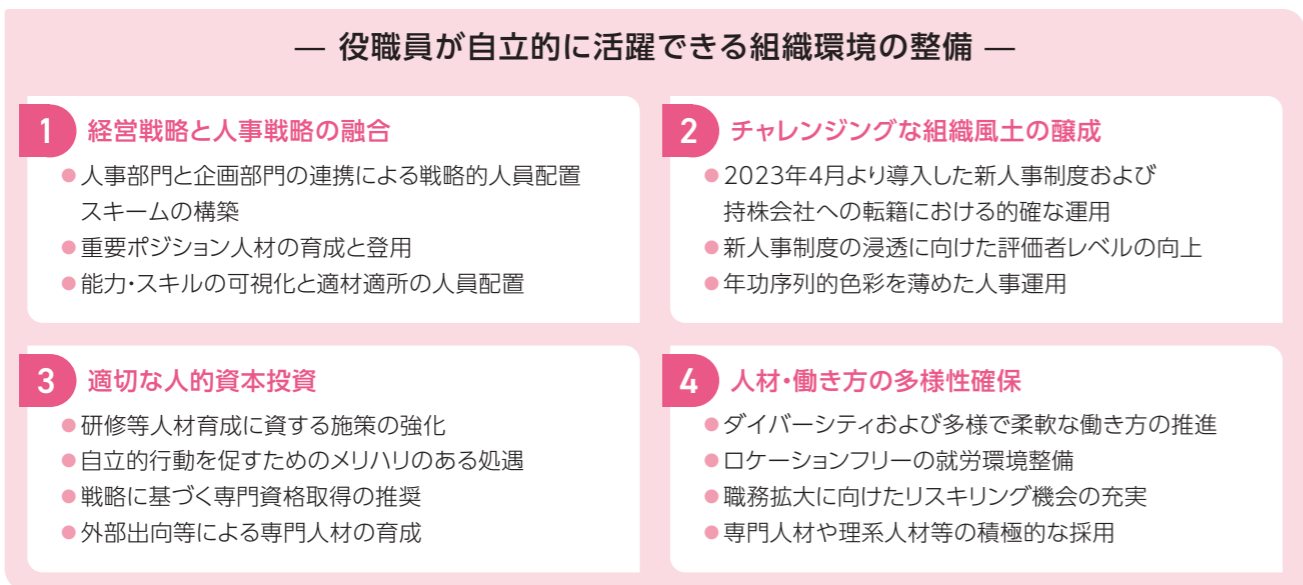 ― 役職員が自立的に活躍できる組織環境の整備 ―
1 経営戦略と人事戦略の融合
●人事部門と企画部門の連携による戦略的人員配置
スキームの構築
●重要ポジション人材の育成と登用
●能力・スキルの可視化と適材適所の人員配置
2 チャレンジングな組織風土の醸成
●2023年4月より導入した新人事制度および
持株会社への転籍における的確な運用
●新人事制度の浸透に向けた評価者レベルの向上
●年功序列的色彩を薄めた人事運用
3 適切な人的資本投資
●研修等人材育成に資する施策の強化
●自立的行動を促すためのメリハリのある処遇
●戦略に基づく専門資格取得の推奨
●外部出向等による専門人材の育成
4 人材・働き方の多様性確保
●ダイバーシティおよび多様で柔軟な働き方の推進
●ロケーションフリーの就労環境整備
●職務拡大に向けたリスキリング機会の充実
●専門人材や理系人材等の積極的な採用